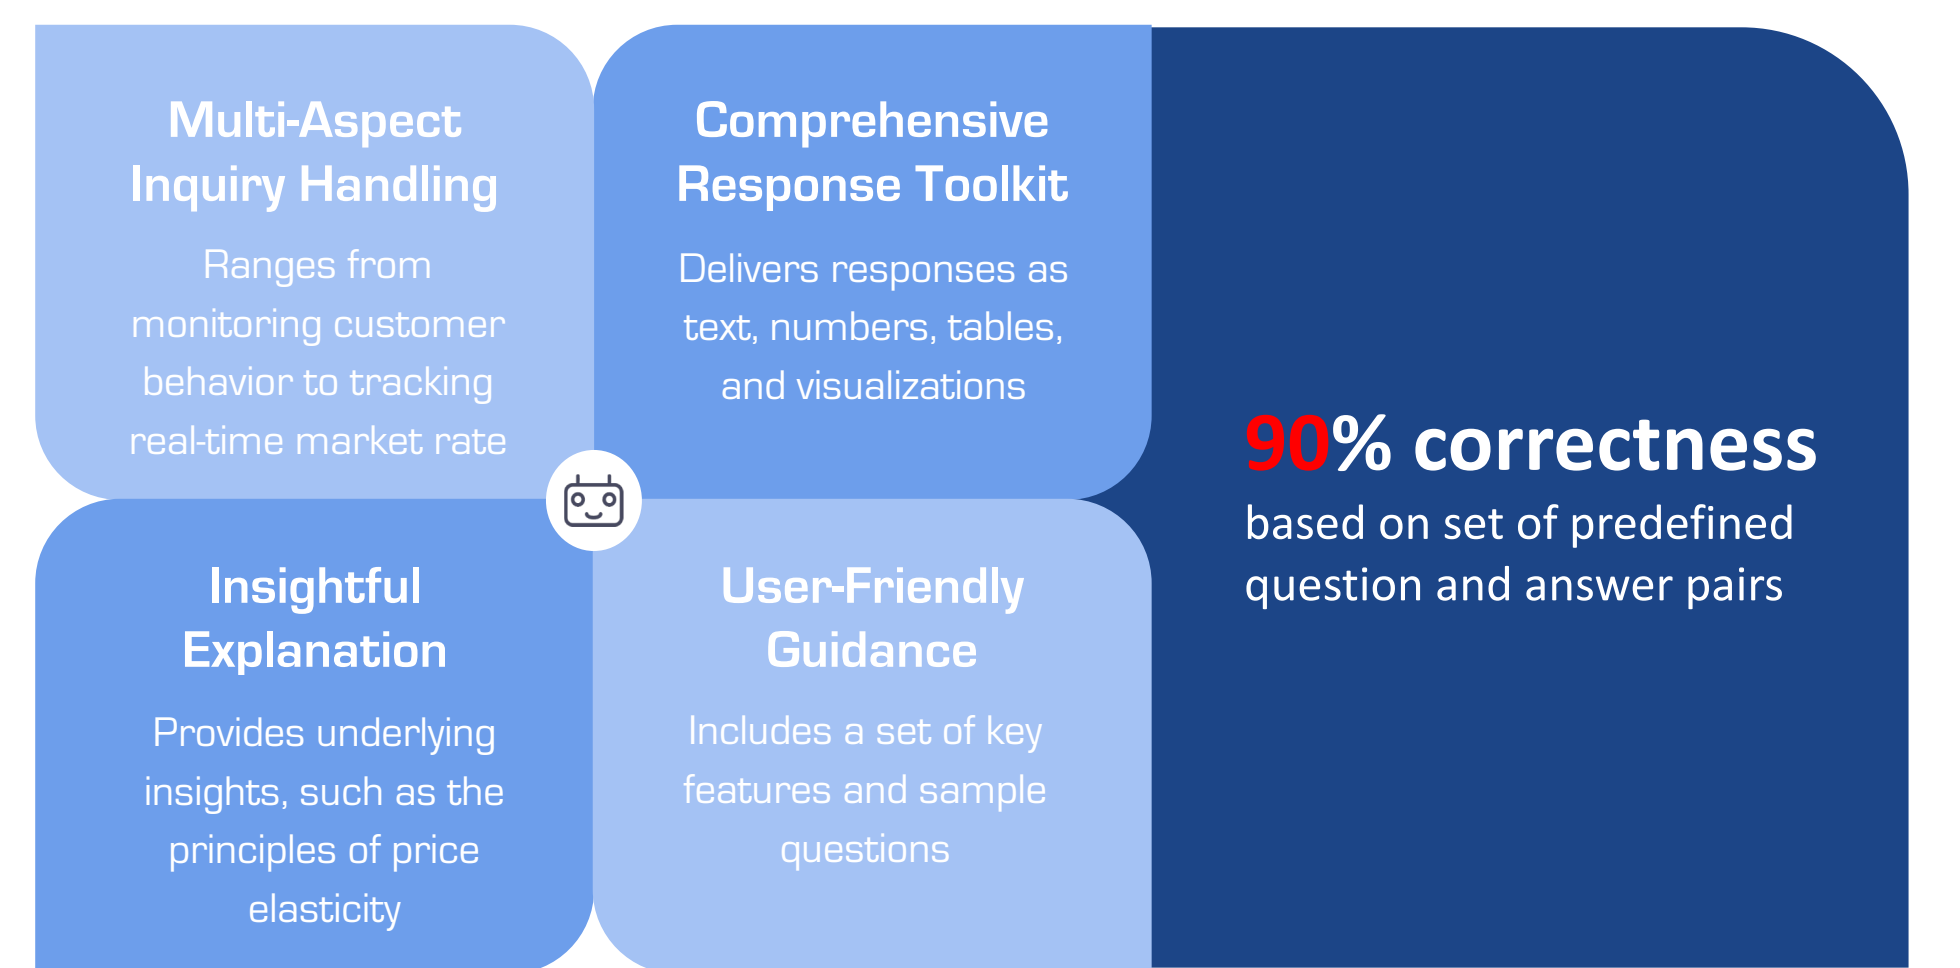 Multi-Aspect
Inquiry Handling
Ranges from
monitoring customer
behavior to tracking
real-time market rate
Comprehensive
Response Toolkit
Delivers responses as
text, numbers, tables,
and visualizations
Insightful
Explanation
Provides underlying
insights, such as the
principles of price
elasticity
User-Friendly
Guidance
Includes a set of key
features and sample
questions
90% correctness
based on set of predefined
question and answer pairs